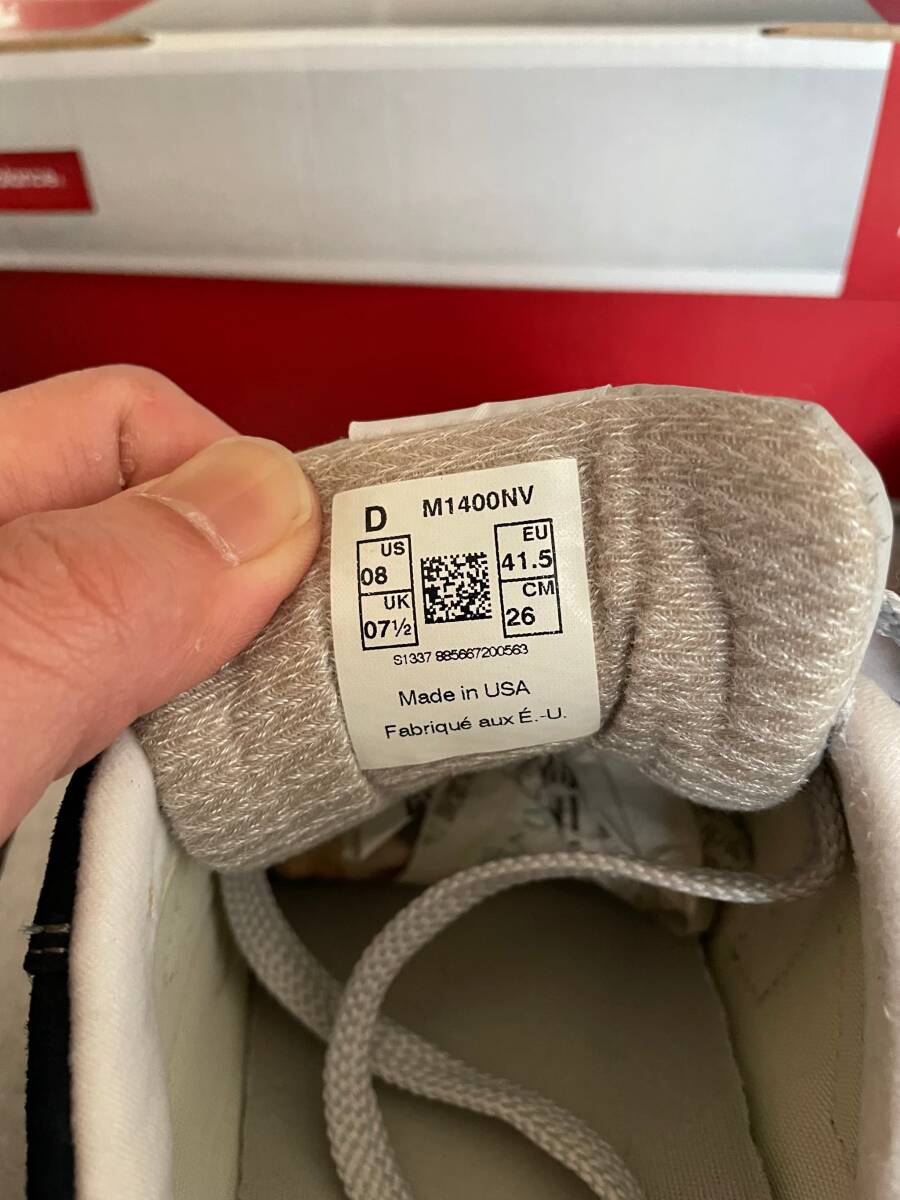 D M1400NV
US
08
UK
07½
EU
41.5
CM
26
S1337 885667200563
Made in USA
Fabriqué aux É.-U.